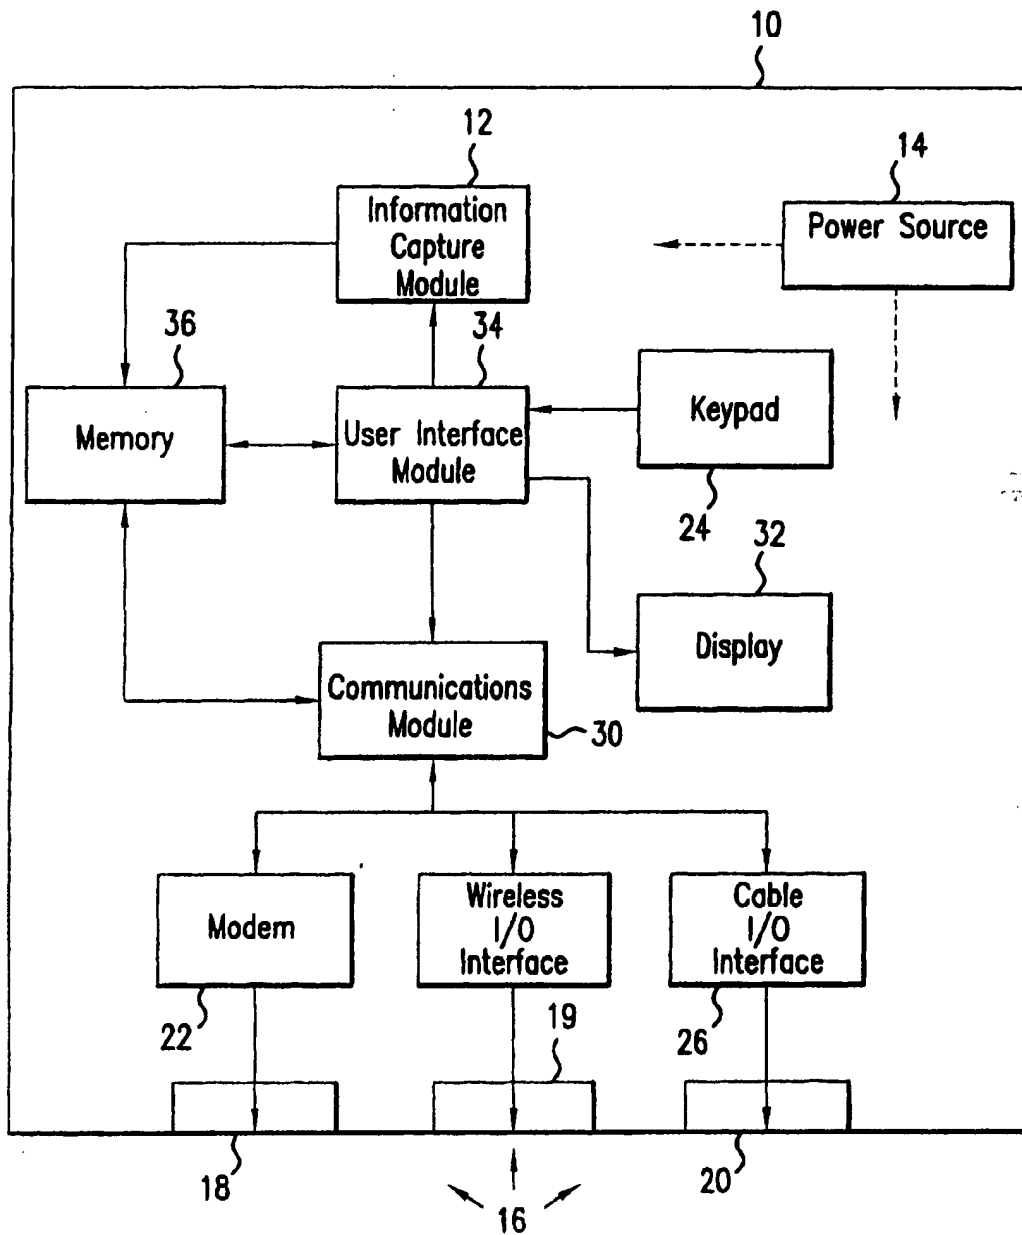 10
12
14
Information
Capture
Module
Power Source
36
34
Memory
User Interface
Module
Keypad
24
32
Display
Communications
Module
30
Modem
Wireless
I/O
Interface
Cable
I/O
Interface
22
19
26
18
20
16